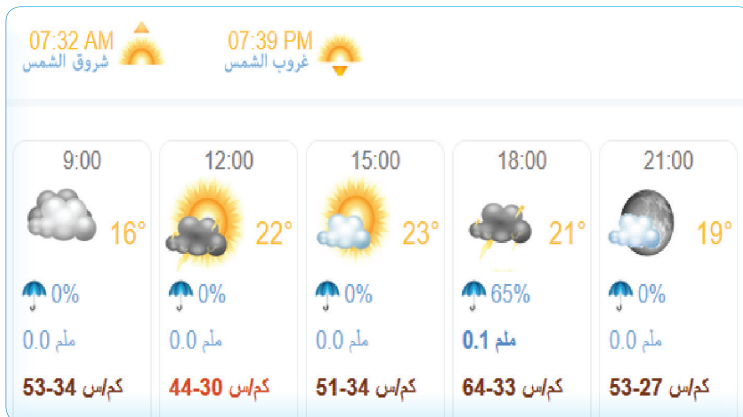 07:32 AM
شروق الشمس
07:39 PM
غروب الشمس
9:00
16°
0%
0.0 ملم
53-34 كم/س
12:00
22°
0%
0.0 ملم
44-30 كم/س
15:00
23°
0%
0.0 ملم
51-34 كم/س
18:00
21°
65%
0.1 ملم
64-33 كم/س
21:00
19°
0%
0.0 ملم
53-27 كم/س